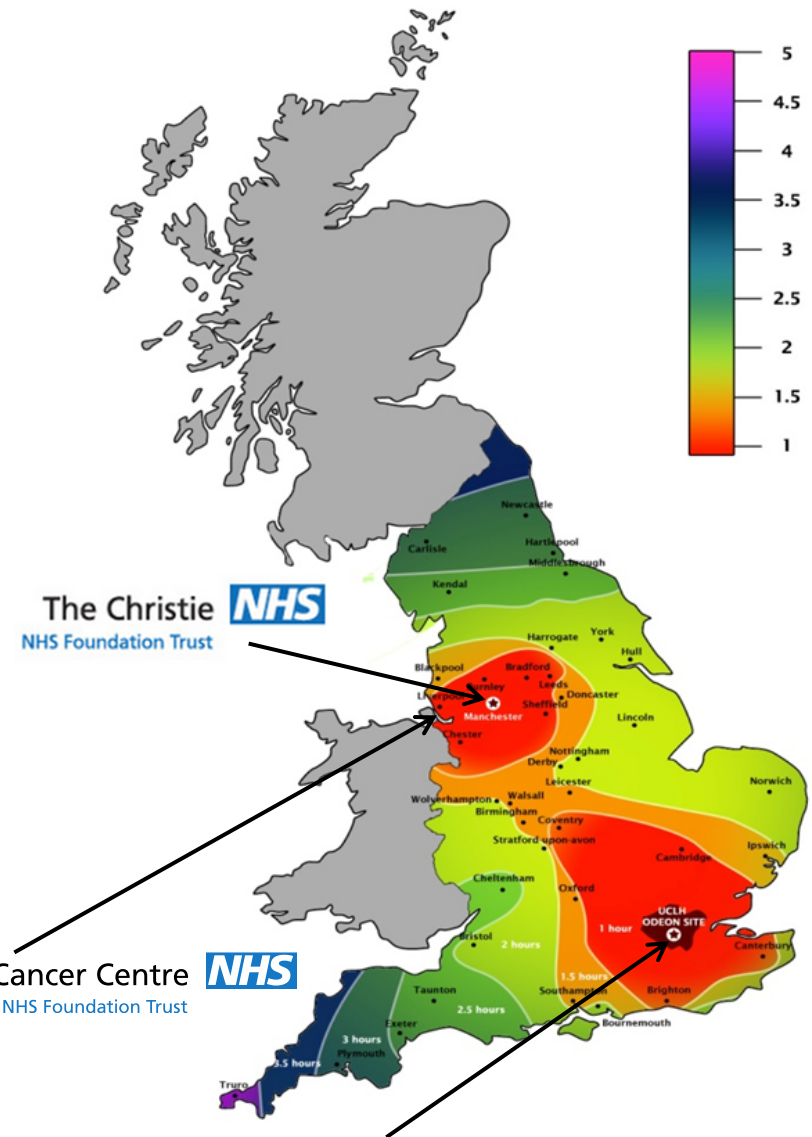 5
4.5
4
3.5
3
2.5
2
1.5
1
Newcastle
Carlisle
Hartlepool
Middlesbrough
Kendal
The Christie NHS
NHS Foundation Trust
Harrogate
York
Hull
Blackpool
Bradford
Burnley
Leeds
Liverpool
Doncaster
Sheffield
Manchester
Lincoln
Chester
Nottingham
Derby
Leicester
Norwich
Wolverhampton
Walsall
Birmingham
Coventry
Stratford-upon-avon
Cambridge
Ipswich
Cheltenham
Oxford
UCLH
ODEON SITE
1 hour
Bristol
2 hours
Canterbury
Cancer Centre NHS
NHS Foundation Trust
1.5 hours
Taunton
Southampton
Brighton
2.5 hours
Exeter
Bournemouth
3 hours
Plymouth
3.5 hours
Truro